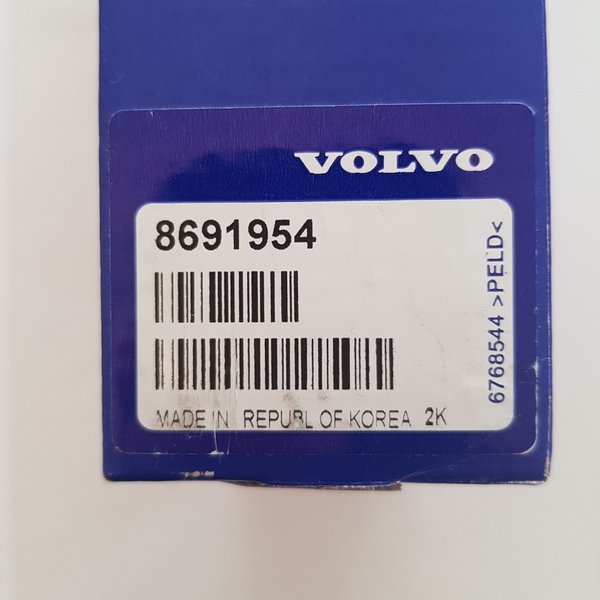 VOLVO
8691954
MADE IN REPUBL OF KOREA 2K
6768544 >PELD<